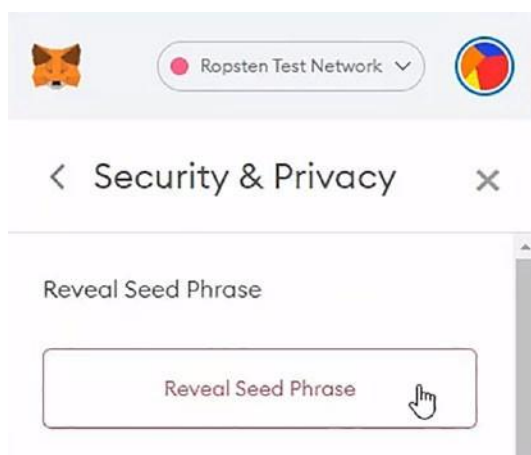 Ropsten Test Network
Security & Privacy
Reveal Seed Phrase
Reveal Seed Phrase